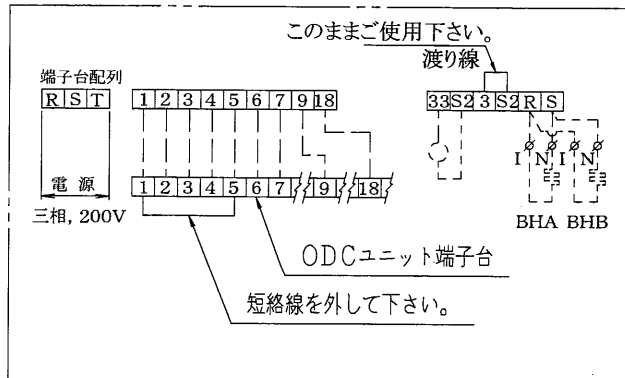 このままご使用下さい。
渡り線
端子台配列
R S T
1 2 3 4 5 6 7 9 18
33 S2 3 S2 R S
I N I N
電 源
1 2 3 4 5 6 7 9 18
三相, 200V
BHA BHB
ODCユニット端子台
短絡線を外して下さい。